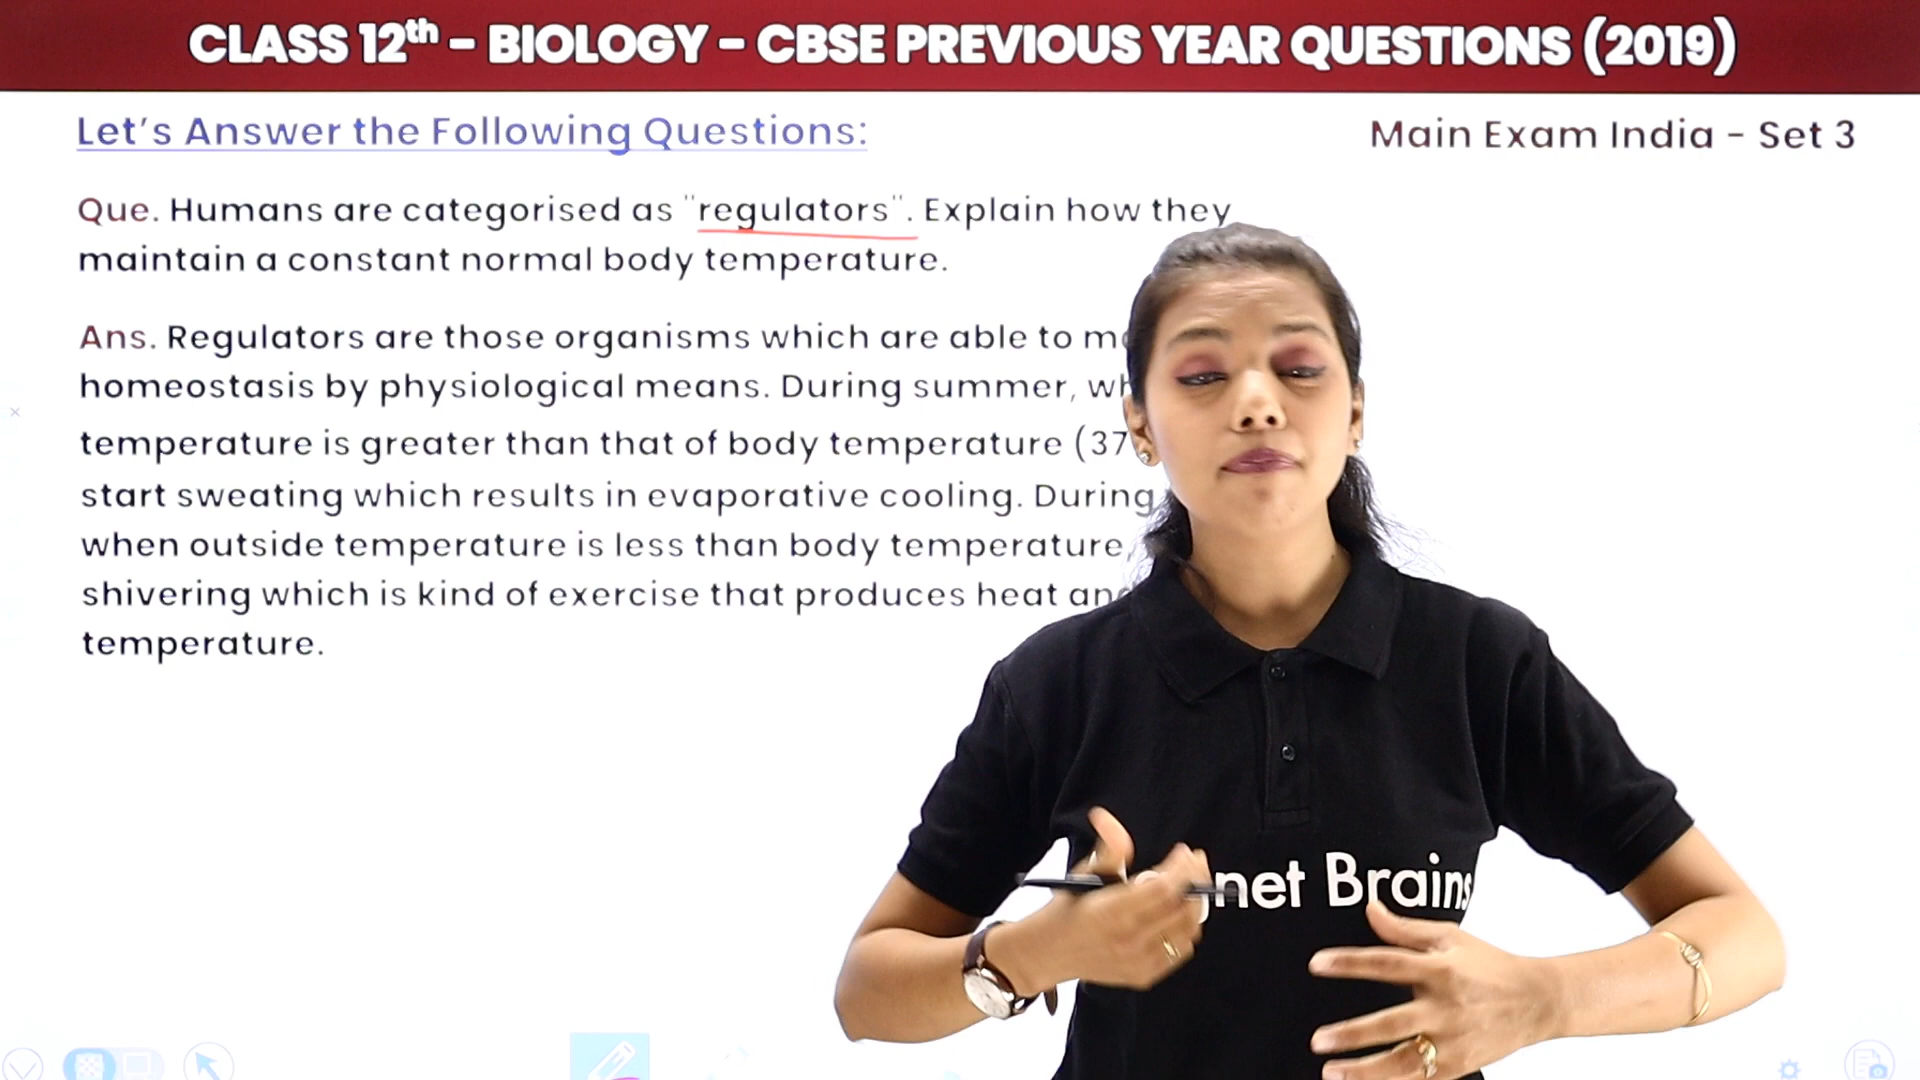 CLASS 12th – BIOLOGY – CBSE PREVIOUS YEAR QUESTIONS (2019)
Let's Answer the Following Questions:
Main Exam India - Set 3
Que. Humans are categorised as "regulators". Explain how they
maintain a constant normal body temperature.
Ans. Regulators are those organisms which are able to
homeostasis by physiological means. During summer,
temperature is greater than that of body temperature (37
start sweating which results in evaporative cooling. During
when outside temperature is less than body temperature,
shivering which is kind of exercise that produces heat
temperature.
net Brains